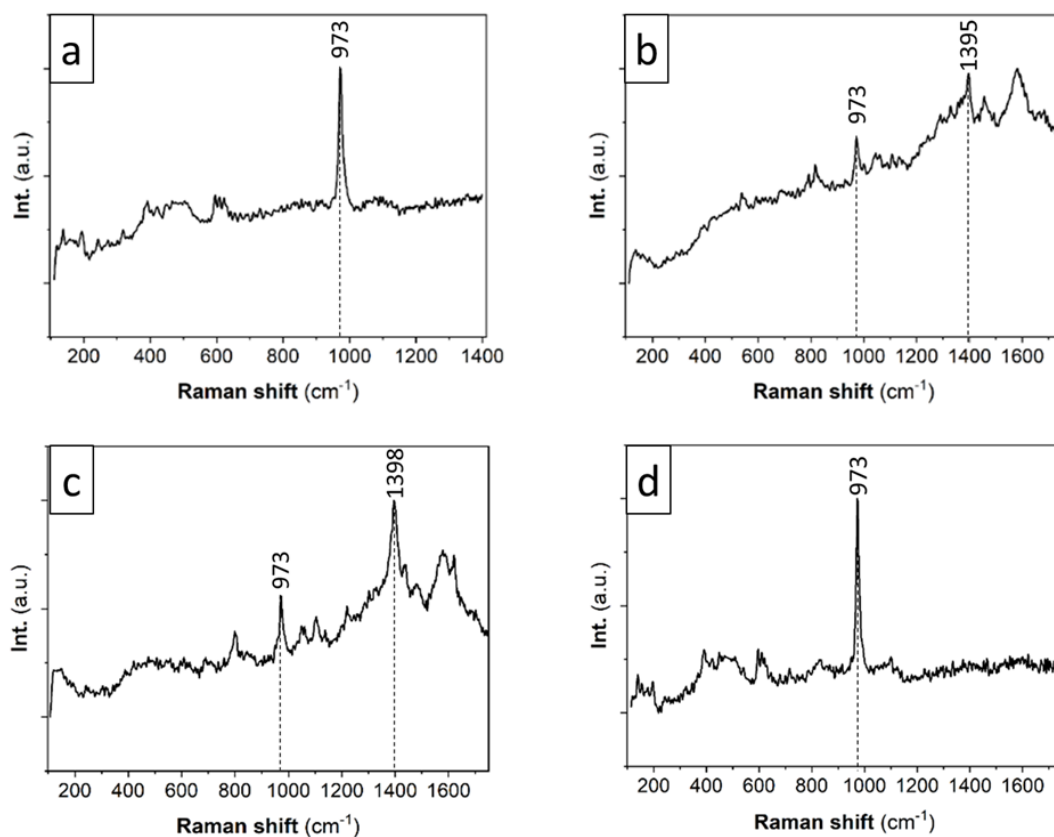 a
973
Int. (a.u.)
200 400 600 800 1000 1200 1400
Raman shift (cm⁻¹)
b
973
1395
Int. (a.u.)
200 400 600 800 1000 1200 1400 1600
Raman shift (cm⁻¹)
c
973
1398
Int. (a.u.)
200 400 600 800 1000 1200 1400 1600
Raman shift (cm⁻¹)
d
973
Int. (a.u.)
200 400 600 800 1000 1200 1400 1600
Raman shift (cm⁻¹)